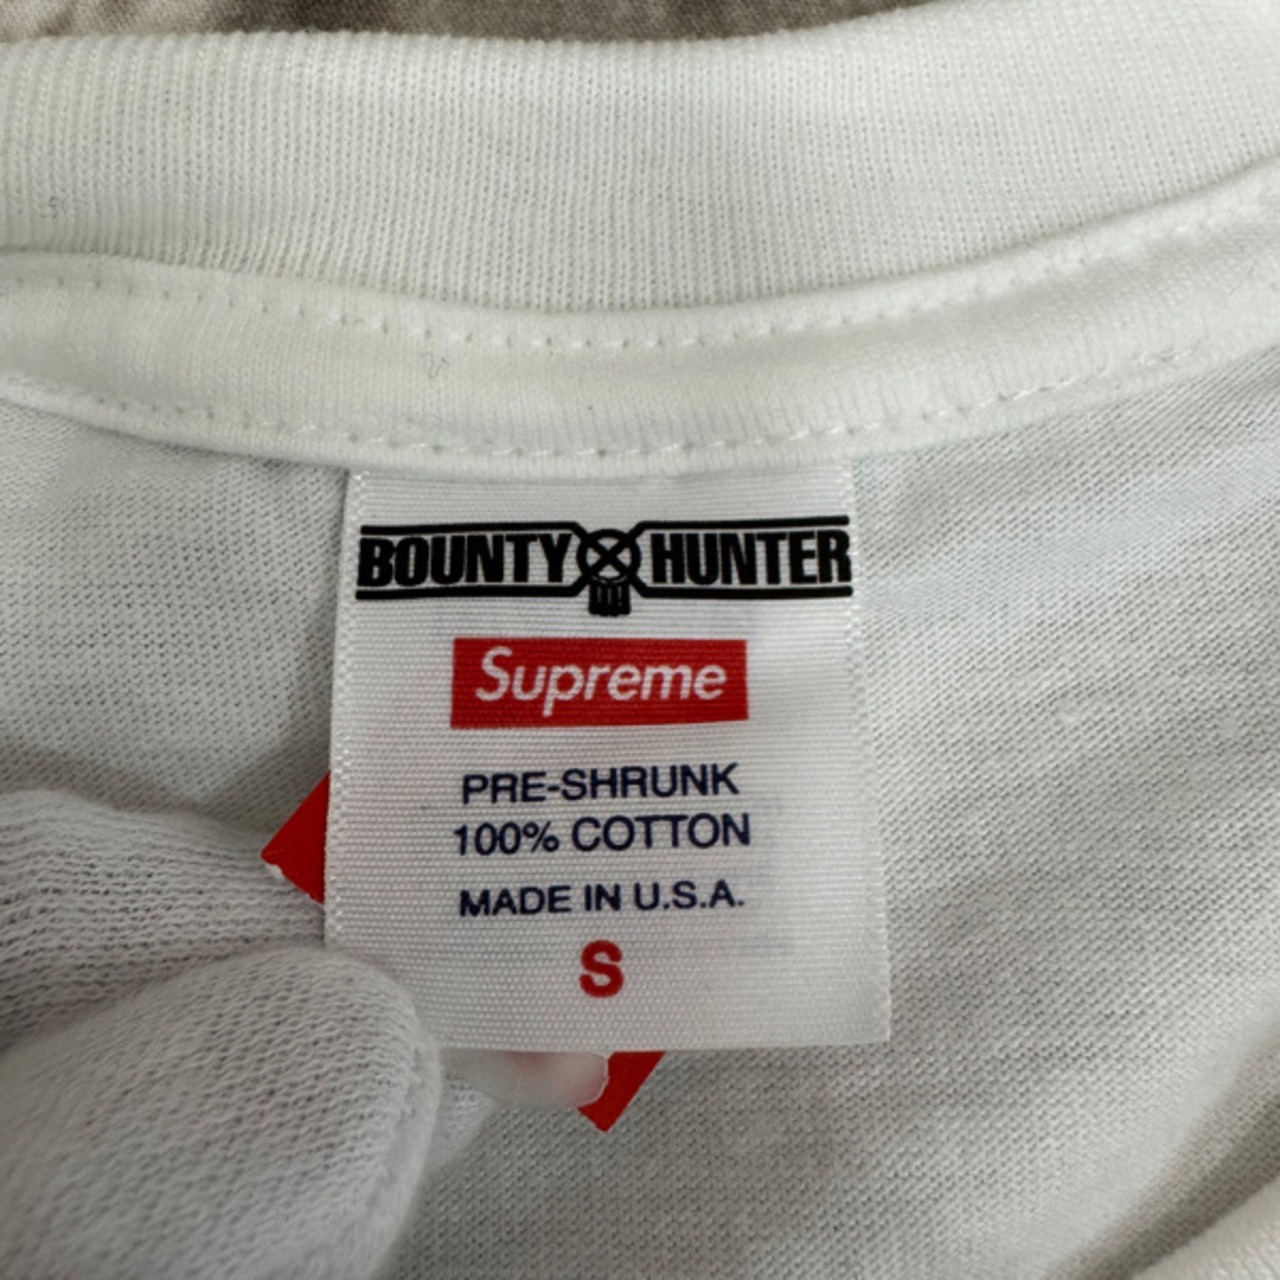 BOUNTY HUNTER
Supreme
PRE-SHRUNK
100% COTTON
MADE IN U.S.A.
S